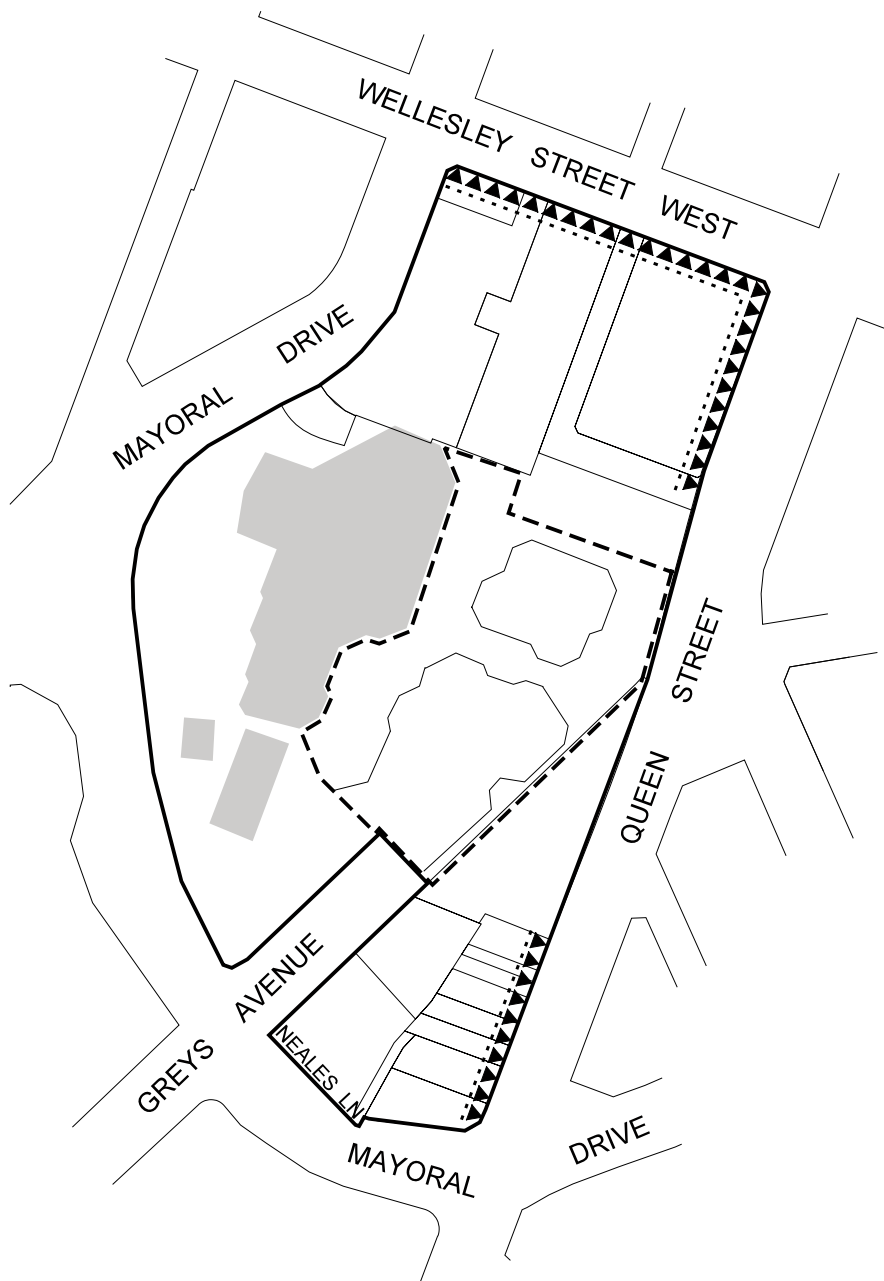 WELLESLEY STREET WEST
MAYORAL DRIVE
QUEEN STREET
GREYS AVENUE
NEALES LN
MAYORAL DRIVE